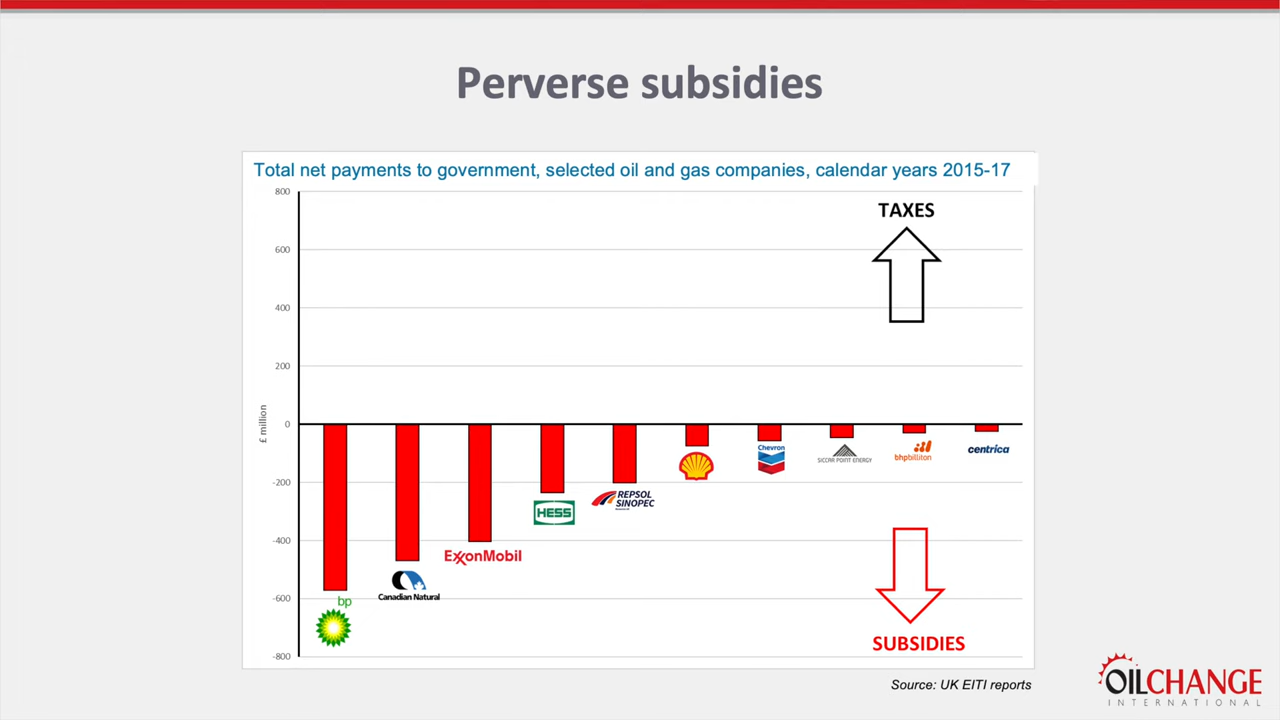 Perverse subsidies
Total net payments to government, selected oil and gas companies, calendar years 2015-17
800
TAXES
600
400
200
£ million
0
Chevron
SICCAR POINT ENERGY
bhpbilliton
centrica
-200
HESS
REPSOL
SINOPEC
-400
ExxonMobil
Canadian Natural
-600
bp
SUBSIDIES
-800
Source: UK EITI reports
OILCHANGE
INTERNATIONAL